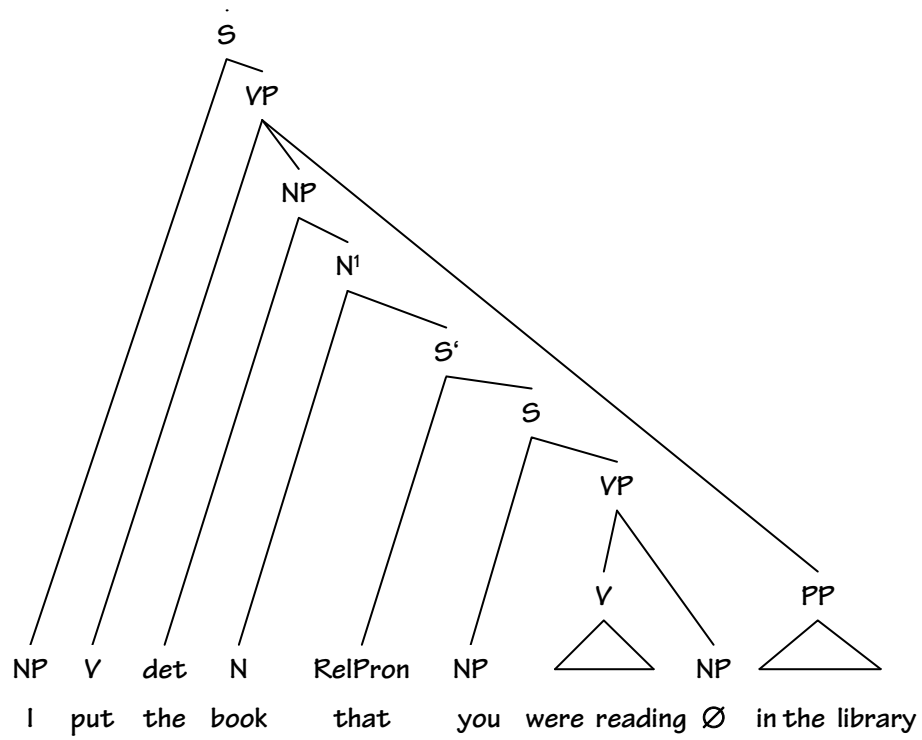 S
VP
NP
N¹
S‘
S
VP
V PP
NP V det N RelPron NP NP
I put the book that you were reading Ø in the library